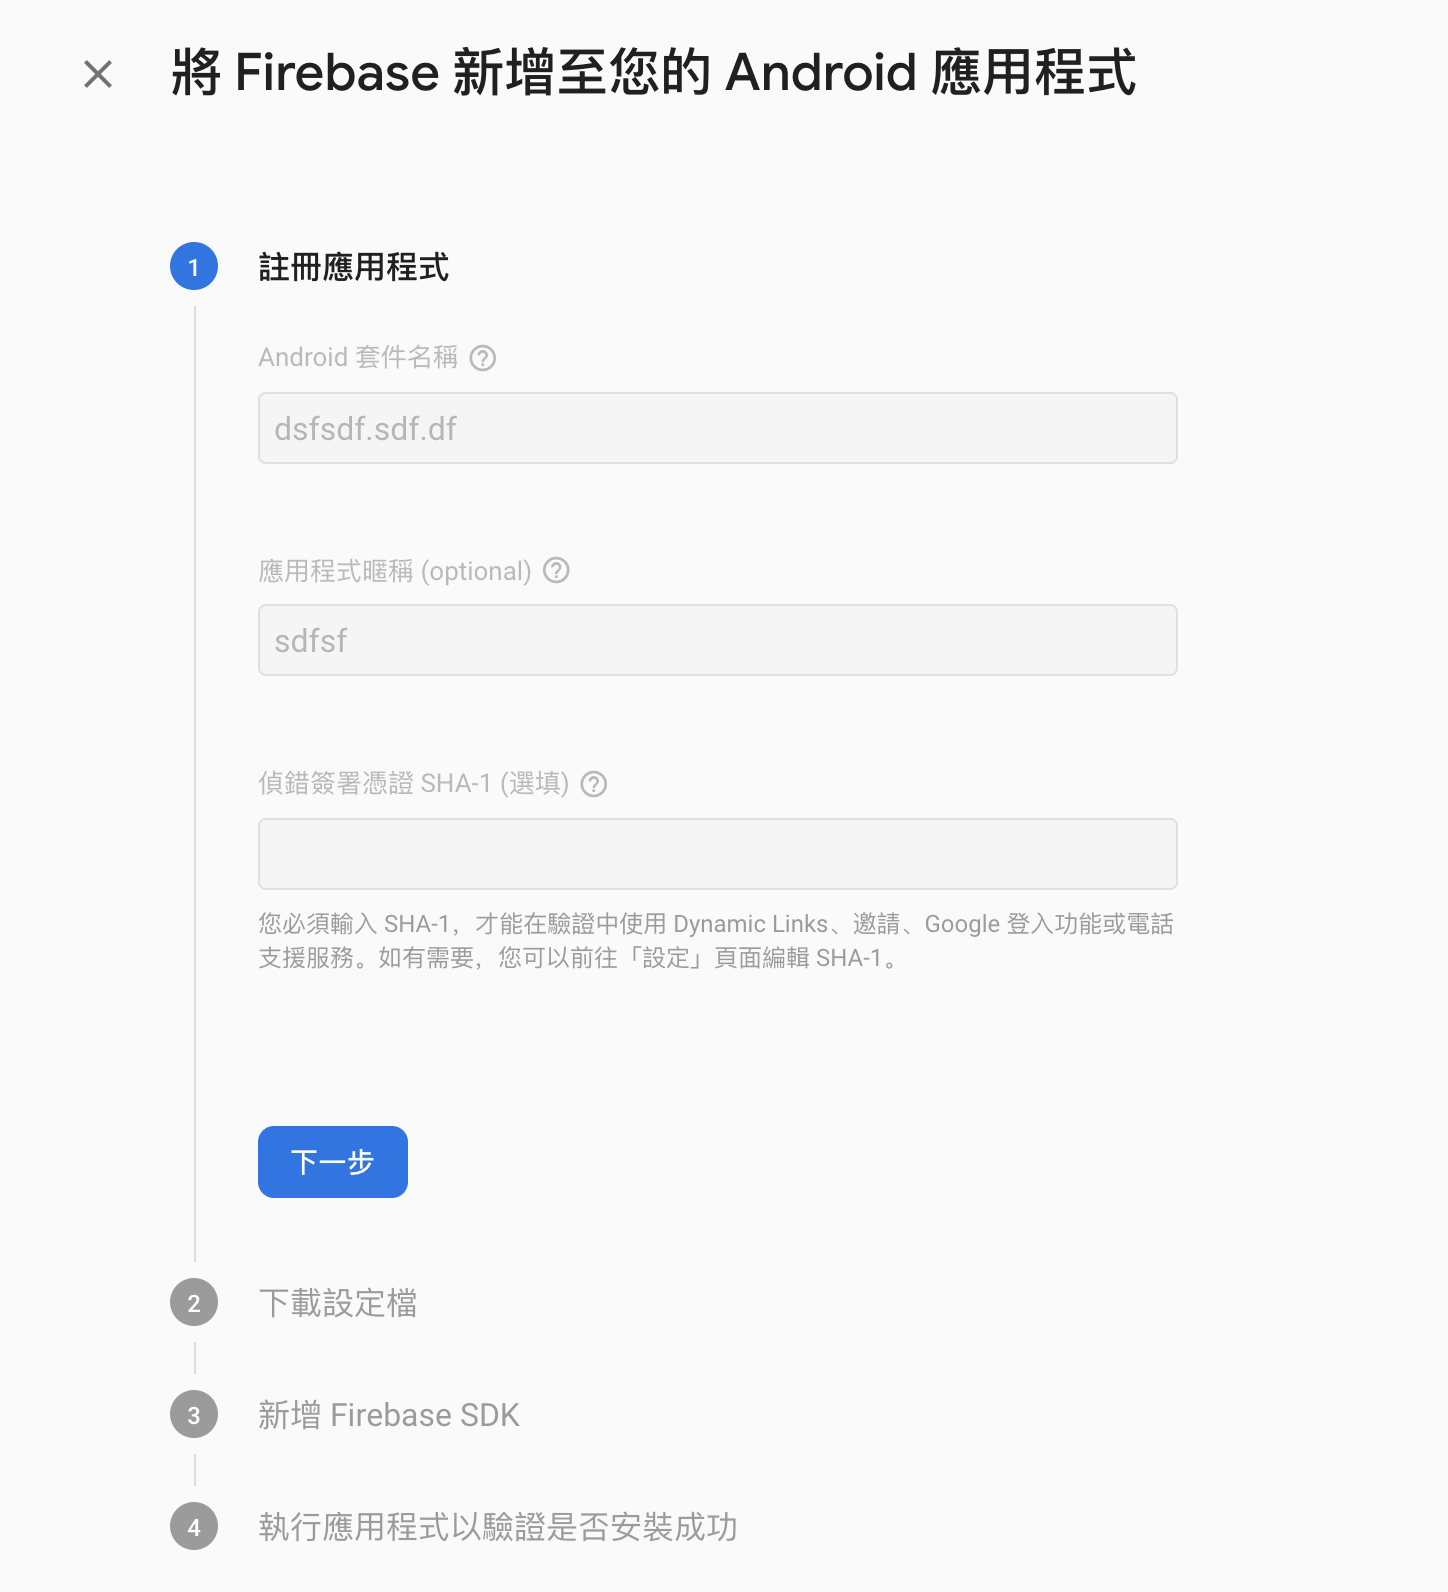 將 Firebase 新增至您的 Android 應用程式
1
註冊應用程式
Android 套件名稱 ?
dsfsdf.sdf.df
應用程式暱稱 (optional) ?
sdfsf
偵錯簽署憑證 SHA-1 (選填) ?
您必須輸入 SHA-1，才能在驗證中使用 Dynamic Links、邀請、Google 登入功能或電話
支援服務。如有需要，您可以前往「設定」頁面編輯 SHA-1。
下一步
2
下載設定檔
3
新增 Firebase SDK
4
執行應用程式以驗證是否安裝成功